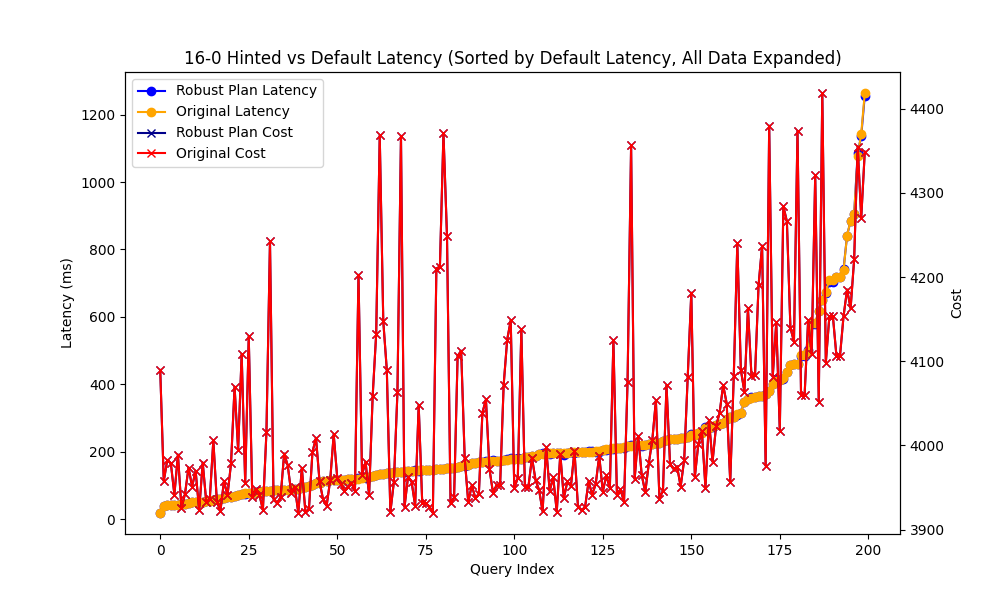 16-0 Hinted vs Default Latency (Sorted by Default Latency, All Data Expanded)
Robust Plan Latency
Original Latency
Robust Plan Cost
Original Cost
Latency (ms)
1200
1000
800
600
400
200
0
4400
4300
4200
4100
4000
3900
Cost
0 25 50 75 100 125 150 175 200
Query Index